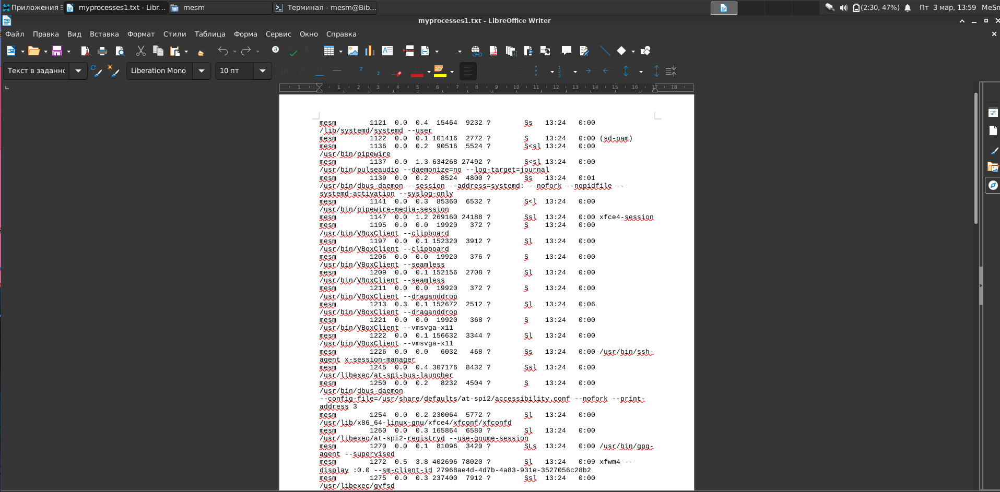 Приложения myprocesses1.txt - Libr... mesm Терминал - mesm@Bib... (2:30, 47%) Пт 3 мар, 13:59 MeSm
myprocesses1.txt - LibreOffice Writer
Файл Правка Вид Вставка Формат Стили Таблица Форма Сервис Окно Справка
Текст в заданно Liberation Mono 10 пт
1 1 2 3 4 5 6 7 8 9 10 11 12 13 14 15 16 17 18
mesm 1121 0.0 0.4 15464 9232 ? Ss 13:24 0:00
/lib/systemd/systemd --user
mesm 1122 0.0 0.1 101416 2772 ? S 13:24 0:00 (sd-pam)
mesm 1136 0.0 0.2 90516 5524 ? S<sl 13:24 0:00
/usr/bin/pipewire
mesm 1137 0.0 1.3 634268 27492 ? S<sl 13:24 0:00
/usr/bin/pulseaudio --daemonize=no --log-target=journal
mesm 1139 0.0 0.2 8524 4800 ? Ss 13:24 0:01
/usr/bin/dbus-daemon --session --address=systemd: --nofork --nopidfile --
systemd-activation --syslog-only
mesm 1141 0.0 0.3 85360 6532 ? S<l 13:24 0:00
/usr/bin/pipewire-media-session
mesm 1147 0.0 1.2 269160 24188 ? Ssl 13:24 0:00 xfce4-session
mesm 1195 0.0 0.0 19920 372 ? S 13:24 0:00
/usr/bin/VBoxClient --clipboard
mesm 1197 0.0 0.1 152320 3912 ? Sl 13:24 0:00
/usr/bin/VBoxClient --clipboard
mesm 1206 0.0 0.0 19920 376 ? S 13:24 0:00
/usr/bin/VBoxClient --seamless
mesm 1209 0.0 0.1 152156 2708 ? Sl 13:24 0:00
/usr/bin/VBoxClient --seamless
mesm 1211 0.0 0.0 19920 372 ? S 13:24 0:00
/usr/bin/VBoxClient --draganddrop
mesm 1213 0.3 0.1 152672 2512 ? Sl 13:24 0:06
/usr/bin/VBoxClient --draganddrop
mesm 1221 0.0 0.0 19920 368 ? S 13:24 0:00
/usr/bin/VBoxClient --vmsvga-x11
mesm 1222 0.0 0.1 156632 3344 ? Sl 13:24 0:00
/usr/bin/VBoxClient --vmsvga-x11
mesm 1226 0.0 0.0 6032 468 ? Ss 13:24 0:00 /usr/bin/ssh-
agent x-session-manager
mesm 1245 0.0 0.4 307176 8432 ? Ssl 13:24 0:00
/usr/libexec/at-spi-bus-launcher
mesm 1250 0.0 0.2 8232 4504 ? S 13:24 0:00
/usr/bin/dbus-daemon
--config-file=/usr/share/defaults/at-spi2/accessibility.conf --nofork --print-
address 3
mesm 1254 0.0 0.2 230064 5772 ? Sl 13:24 0:00
/usr/lib/x86_64-linux-gnu/xfce4/xfconf/xfconfd
mesm 1260 0.0 0.3 165864 6580 ? Sl 13:24 0:00
/usr/libexec/at-spi2-registryd --use-gnome-session
mesm 1270 0.0 0.1 81096 3420 ? SLs 13:24 0:00 /usr/bin/gpg-
agent --supervised
mesm 1272 0.5 3.8 402696 78020 ? Sl 13:24 0:09 xfwm4 --
display :0.0 --sm-client-id 27968ae4d-4d7b-4a83-931e-3527056c28b2
mesm 1275 0.0 0.3 237400 7912 ? Ssl 13:24 0:00
/usr/libexec/gvfsd